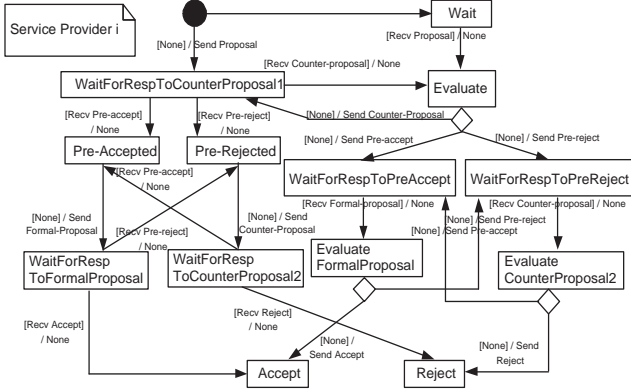 Service Provider i
Wait
[None] / Send Proposal
[Recv Proposal] / None
[Recv Counter-proposal] / None
WaitForRespToCounterProposal1
Evaluate
[Recv Pre-accept]
/ None
[Recv Pre-reject]
/ None
[None] / Send Counter-Proposal
[None] / Send Pre-accept
[None] / Send Pre-reject
Pre-Accepted
Pre-Rejected
[Recv Pre-accept]
/ None
WaitForRespToPreAccept
WaitForRespToPreReject
[Recv Formal-proposal] / None
[Recv Counter-proposal] / None
[None] / Send
Formal-Proposal
[Recv Pre-reject]
/ None
[None] / Send
Counter-Proposal
[None] / Send Pre-reject
[None] /Send Pre-accept
WaitForResp
ToFormalProposal
WaitForResp
ToCounterProposal2
Evaluate
FormalProposal
Evaluate
CounterProposal2
[Recv Accept]
/ None
[Recv Reject]
/ None
[None] /
Send Accept
[None] / Send
Reject
Accept
Reject